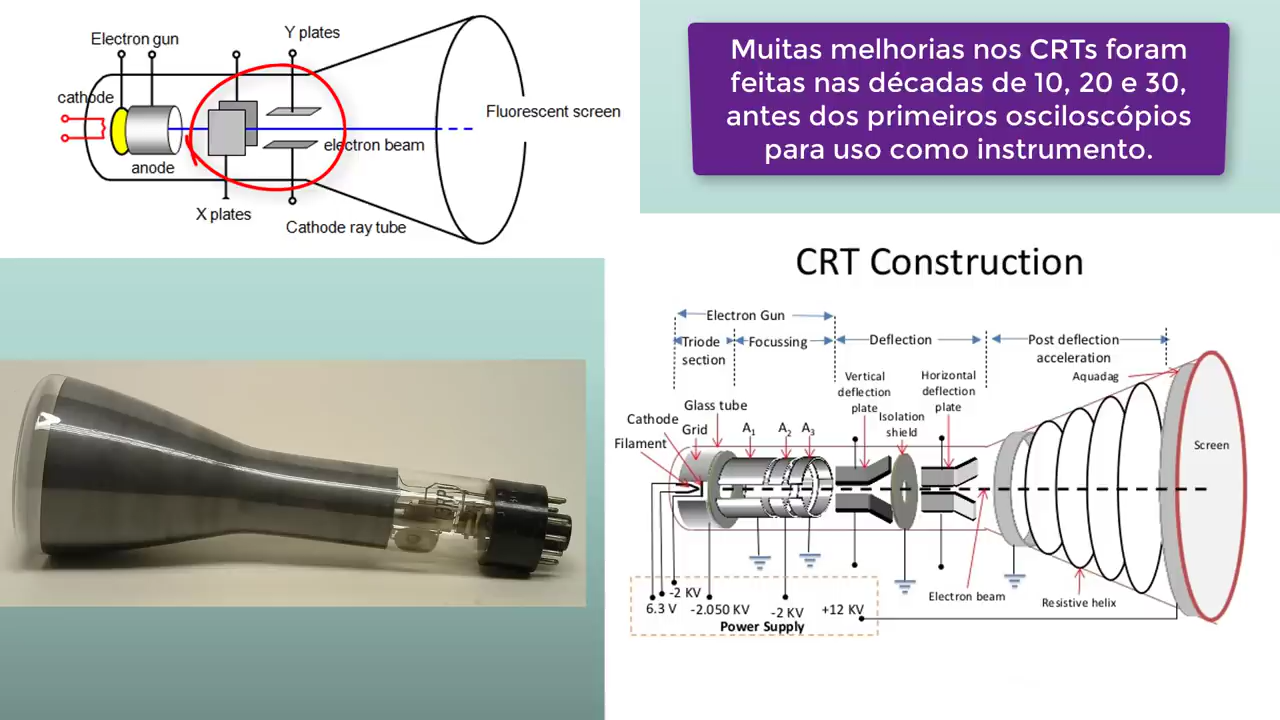 Electron gun
Y plates
cathode
Fluorescent screen
electron beam
anode
X plates
Cathode ray tube
Muitas melhorias nos CRTs foram
feitas nas décadas de 10, 20 e 30,
antes dos primeiros osciloscópios
para uso como instrumento.
CRT Construction
Electron Gun
Triode
section
Focussing
Deflection
Post deflection
acceleration
Aquadag
Vertical
deflection
plate
Horizontal
deflection
plate
Isolation
shield
Glass tube
Cathode
Grid
Filament
A1
A2
A3
Screen
Electron beam
Resistive helix
-2 KV
6.3 V
-2.050 KV
-2 KV
+12 KV
Power Supply